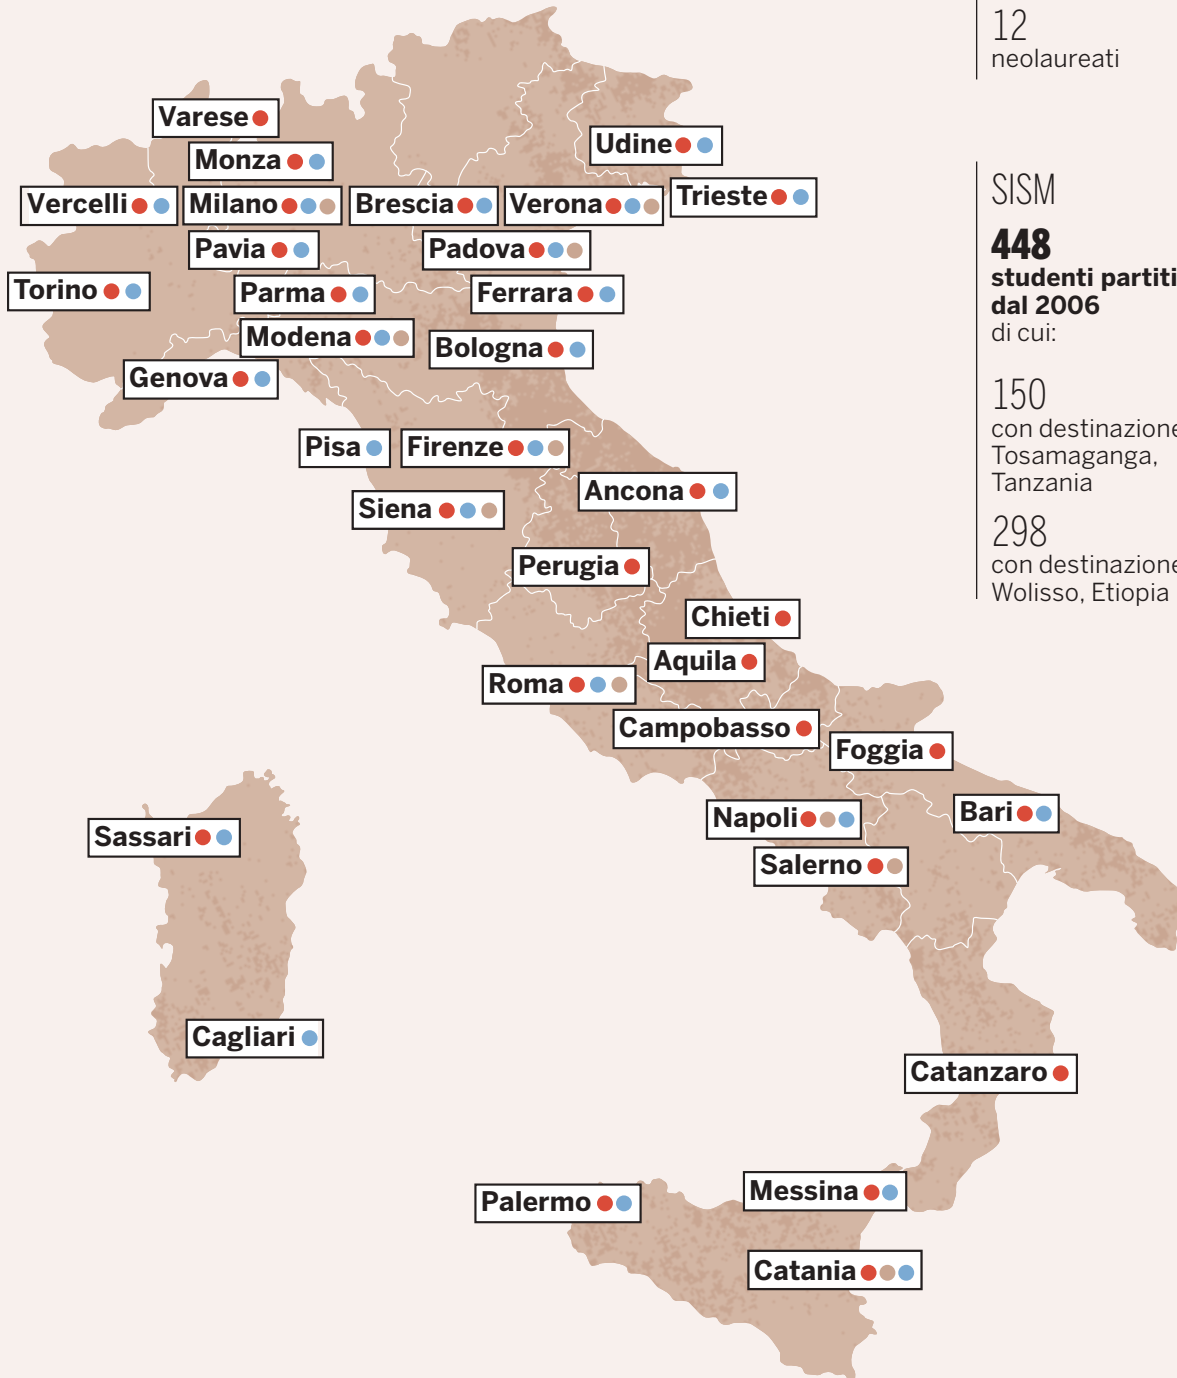 12
neolaureati
SISM
448
studenti partiti
dal 2006
di cui:
150
con destinazione
Tosamaganga,
Tanzania
298
con destinazione
Wolisso, Etiopia
Varese
Monza
Udine
Vercelli
Milano
Brescia
Verona
Trieste
Pavia
Padova
Torino
Parma
Ferrara
Modena
Bologna
Genova
Pisa
Firenze
Siena
Ancona
Perugia
Chieti
Aquila
Roma
Campobasso
Foggia
Napoli
Bari
Sassari
Salerno
Cagliari
Catanzaro
Messina
Palermo
Catania